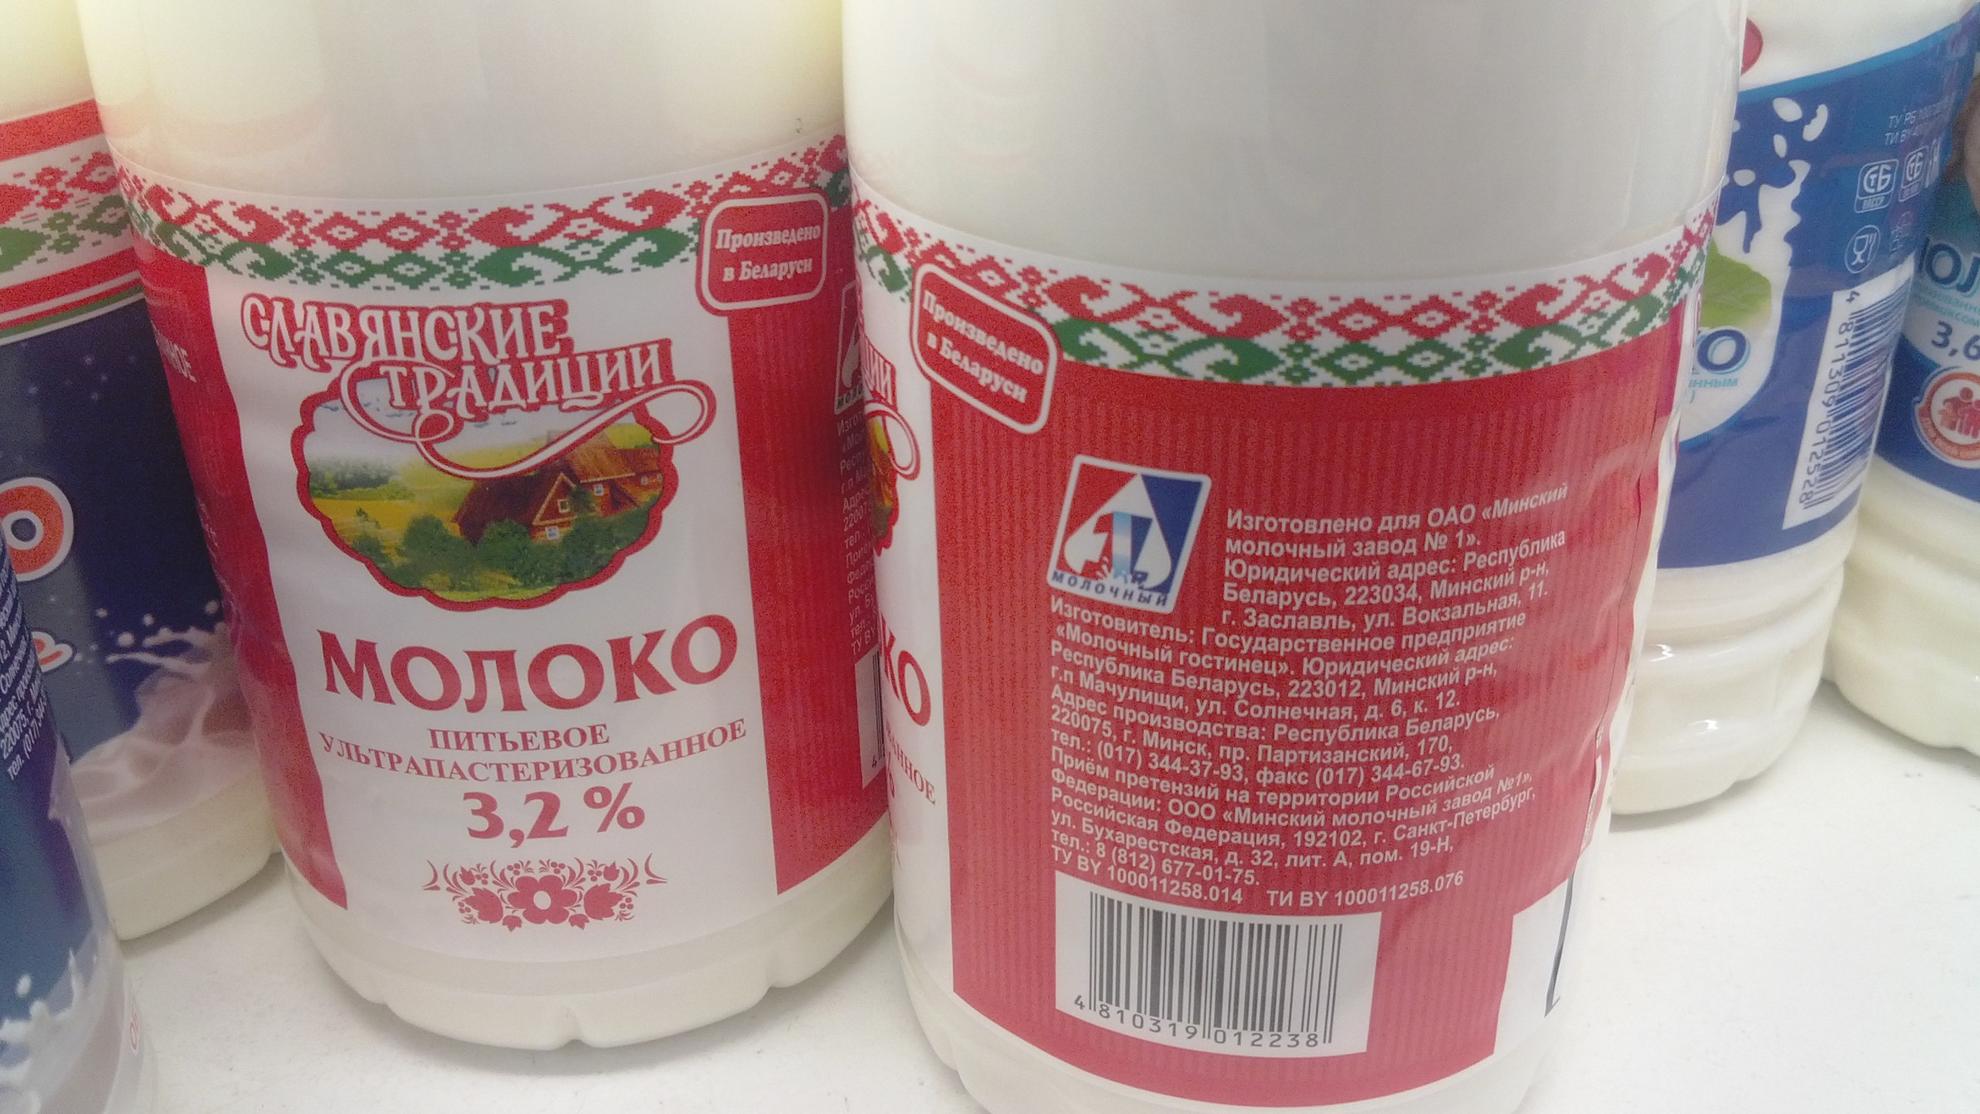 Произведено
в Беларуси
СЛАВЯНСКИЕ
ТРАДИЦИИ
МОЛОКО
ПИТЬЕВОЕ
УЛЬТРАПАСТЕРИЗОВАННОЕ
3,2 %
Произведено
в Беларуси
МОЛОЧНЫЙ
Изготовлено для ОАО «Минский
молочный завод № 1».
Юридический адрес: Республика
Беларусь, 223034, Минский р-н,
г. Заславль, ул. Вокзальная, 11.
Изготовитель: Государственное предприятие
«Молочный гостинец». Юридический адрес:
Республика Беларусь, 223012, Минский р-н,
г.п Мачулищи, ул. Солнечная, д. 6, к. 12.
Адрес производства: Республика Беларусь,
220075, г. Минск, пр. Партизанский, 170,
тел.: (017) 344-37-93, факс (017) 344-67-93.
Приём претензий на территории Российской
Федерации: ООО «Минский молочный завод №1»,
Российская Федерация, 192102, г. Санкт-Петербург,
ул. Бухарестская, д. 32, лит. А, пом. 19-Н,
тел.: 8 (812) 677-01-75.
ТУ BY 100011258.014 ТИ BY 100011258.076
4 810319 012238
4 811309 012528
3,6